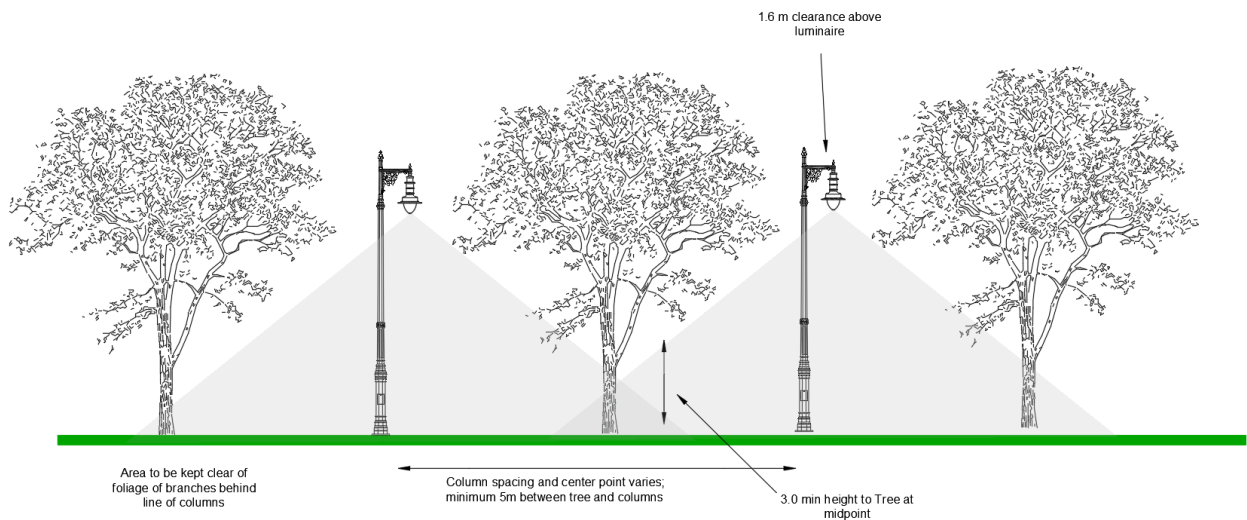 1.6 m clearance above
luminaire
Area to be kept clear of
foliage of branches behind
line of columns
Column spacing and center point varies;
minimum 5m between tree and columns
3.0 min height to Tree at
midpoint